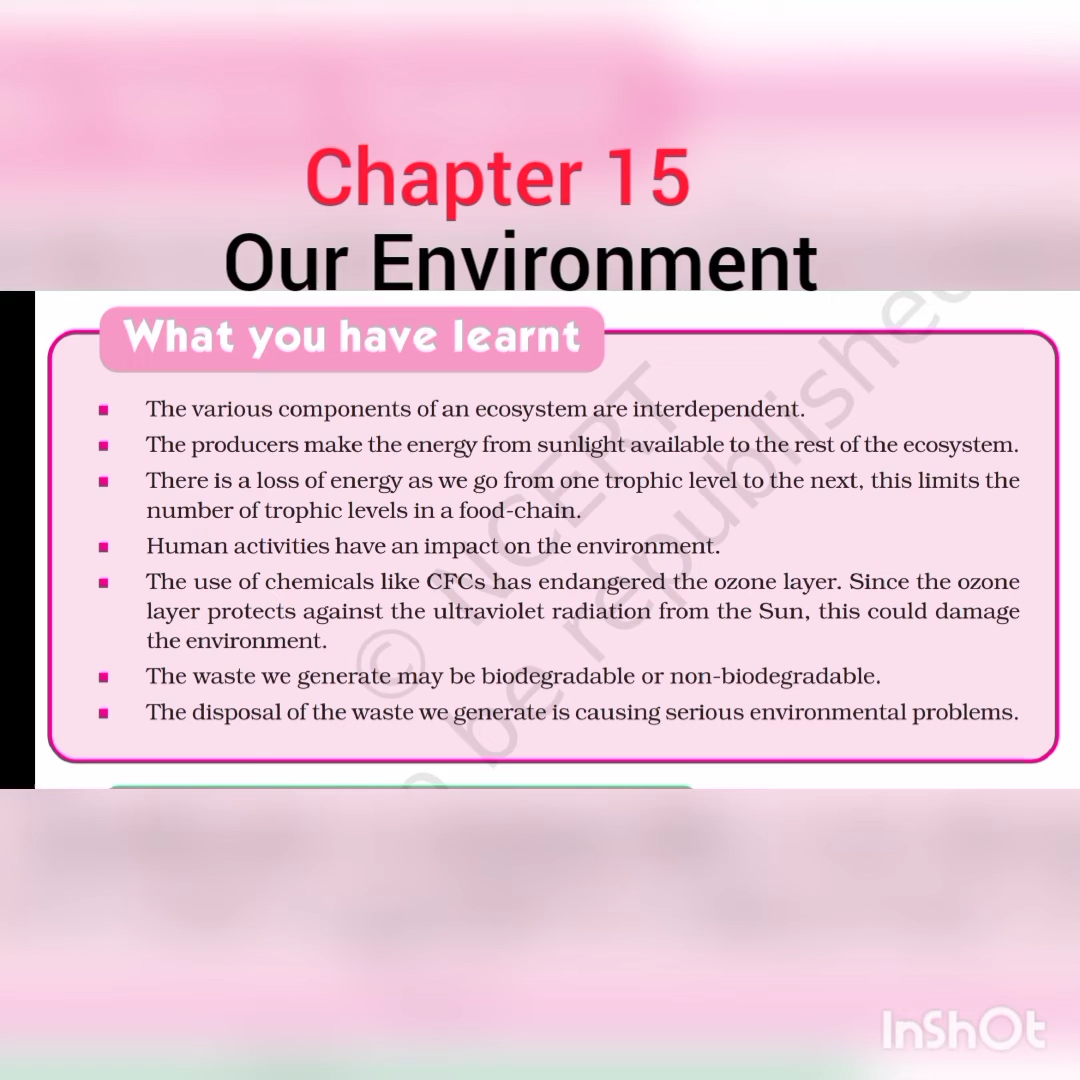 Chapter 15
Our Environment
What you have learnt
▪ The various components of an ecosystem are interdependent.
▪ The producers make the energy from sunlight available to the rest of the ecosystem.
▪ There is a loss of energy as we go from one trophic level to the next, this limits the
number of trophic levels in a food-chain.
▪ Human activities have an impact on the environment.
▪ The use of chemicals like CFCs has endangered the ozone layer. Since the ozone
layer protects against the ultraviolet radiation from the Sun, this could damage
the environment.
▪ The waste we generate may be biodegradable or non-biodegradable.
▪ The disposal of the waste we generate is causing serious environmental problems.
© NCERT
be republished
InShOt